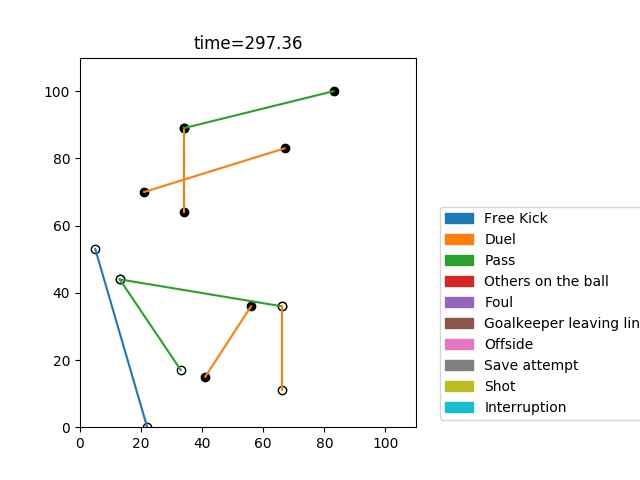 time=297.36
100
80
60
40
20
0
0 20 40 60 80 100
Free Kick
Duel
Pass
Others on the ball
Foul
Goalkeeper leaving lin
Offside
Save attempt
Shot
Interruption